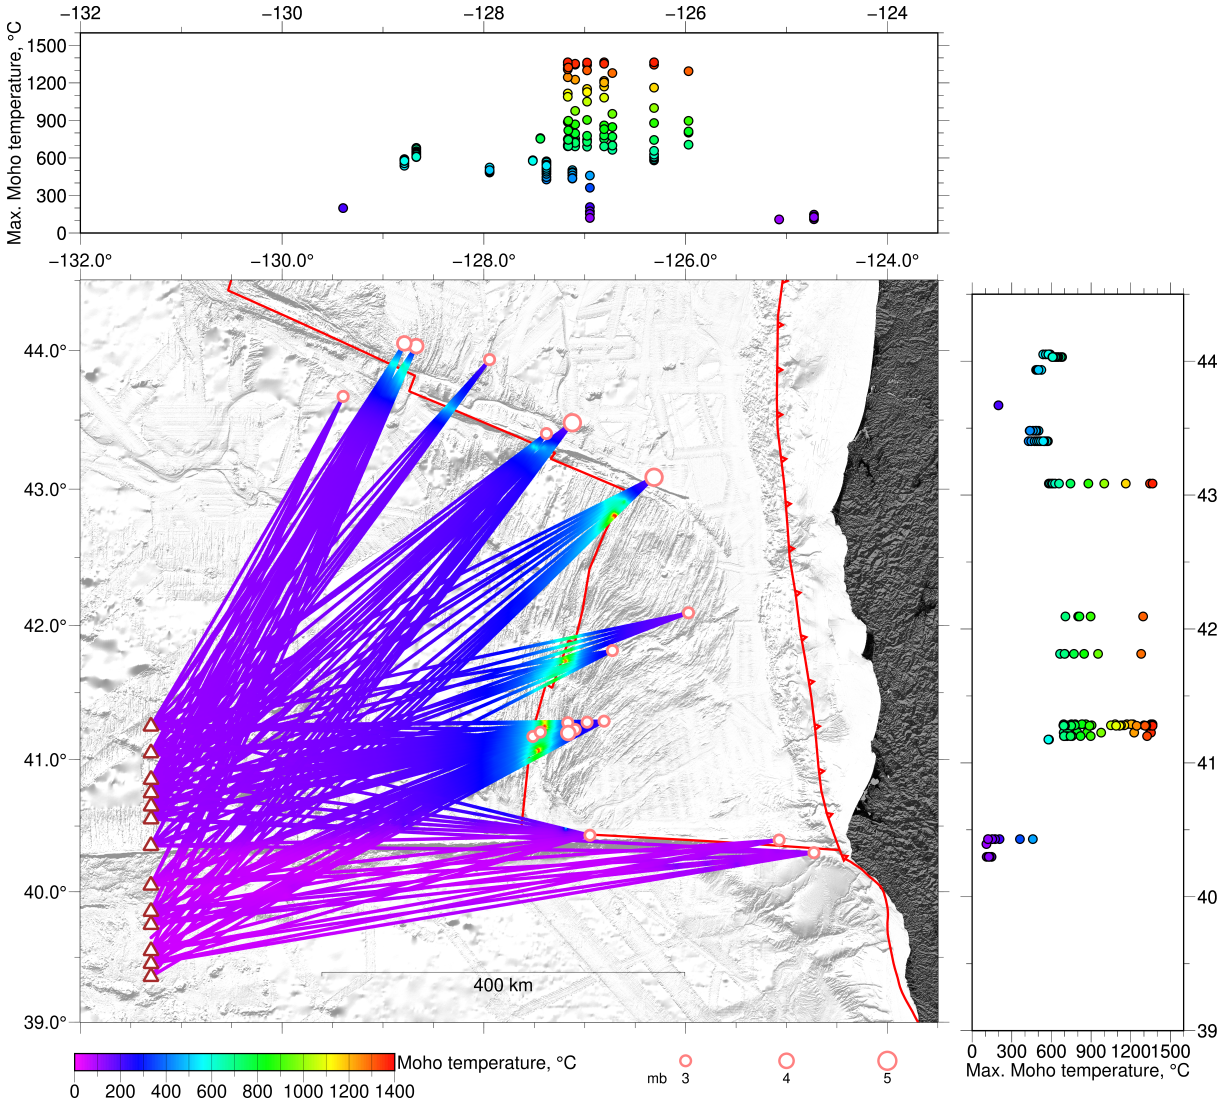 −132 −130 −128 −126 −124
Max. Moho temperature, °C
1500
1200
900
600
300
0
−132.0° −130.0° −128.0° −126.0° −124.0°
44.0°
43.0°
42.0°
41.0°
40.0°
39.0°
400 km
44
43
42
41
40
39
0 300 600 900 1200 1500
Max. Moho temperature, °C
Moho temperature, °C
0 200 400 600 800 1000 1200 1400
mb 3 4 5